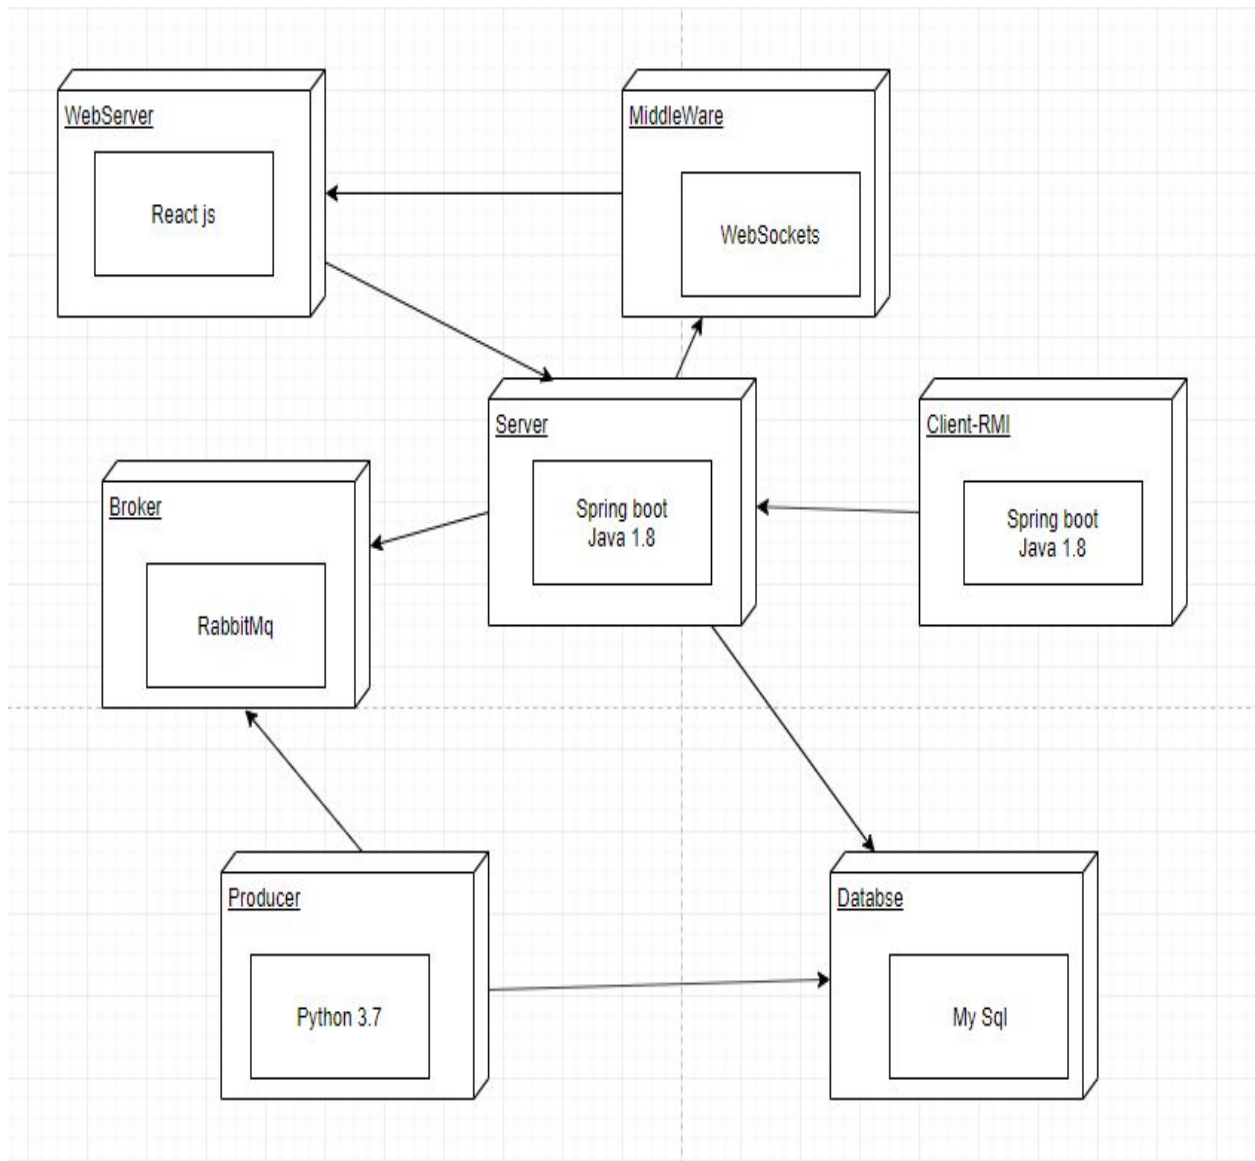 WebServer
React js
MiddleWare
WebSockets
Server
Spring boot
Java 1.8
Client-RMI
Spring boot
Java 1.8
Broker
RabbitMq
Producer
Python 3.7
Databse
My Sql